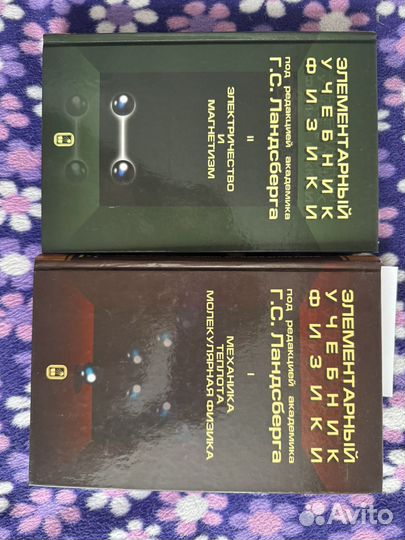 ЭЛЕМЕНТАРНЫЙ
УЧЕБНИК
ФИЗИКИ
под редакцией академика
Г.С. Ландсберга
II
ЭЛЕКТРИЧЕСТВО
И
МАГНЕТИЗМ
ЭЛЕМЕНТАРНЫЙ
УЧЕБНИК
ФИЗИКИ
под редакцией академика
Г.С. Ландсберга
I
МЕХАНИКА
ТЕПЛОТА
МОЛЕКУЛЯРНАЯ ФИЗИКА
Avito